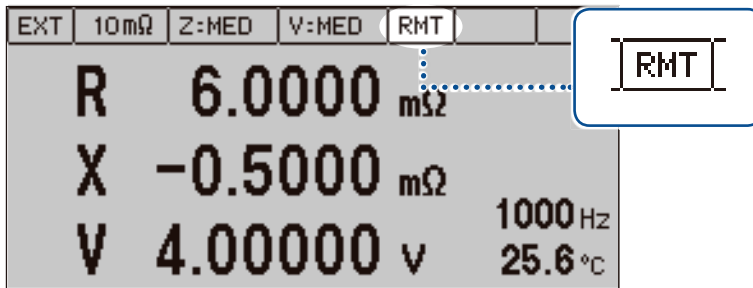 EXT 10mΩ Z:MED V:MED RMT
RMT
R 6.0000 mΩ
X -0.5000 mΩ
V 4.00000 V
1000 Hz
25.6 °C